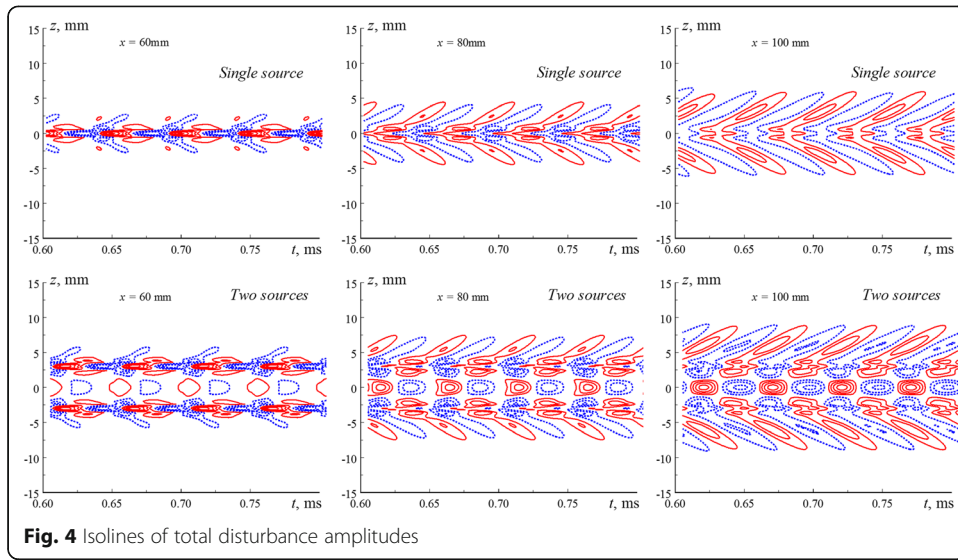 z, mm
x = 60mm
Single source
15
10
5
0
-5
-10
-15
0.60
0.65
0.70
0.75
t, ms
z, mm
x = 80mm
Single source
15
10
5
0
-5
-10
-15
0.60
0.65
0.70
0.75
t, ms
z, mm
x = 100 mm
Single source
15
10
5
0
-5
-10
-15
0.60
0.65
0.70
0.75
t, ms
z, mm
x = 60 mm
Two sources
15
10
5
0
-5
-10
-15
0.60
0.65
0.70
0.75
t, ms
z, mm
x = 80 mm
Two sources
15
10
5
0
-5
-10
-15
0.60
0.65
0.70
0.75
t, ms
z, mm
x = 100 mm
Two sources
15
10
5
0
-5
-10
-15
0.60
0.65
0.70
0.75
t, ms
Fig. 4 Isolines of total disturbance amplitudes